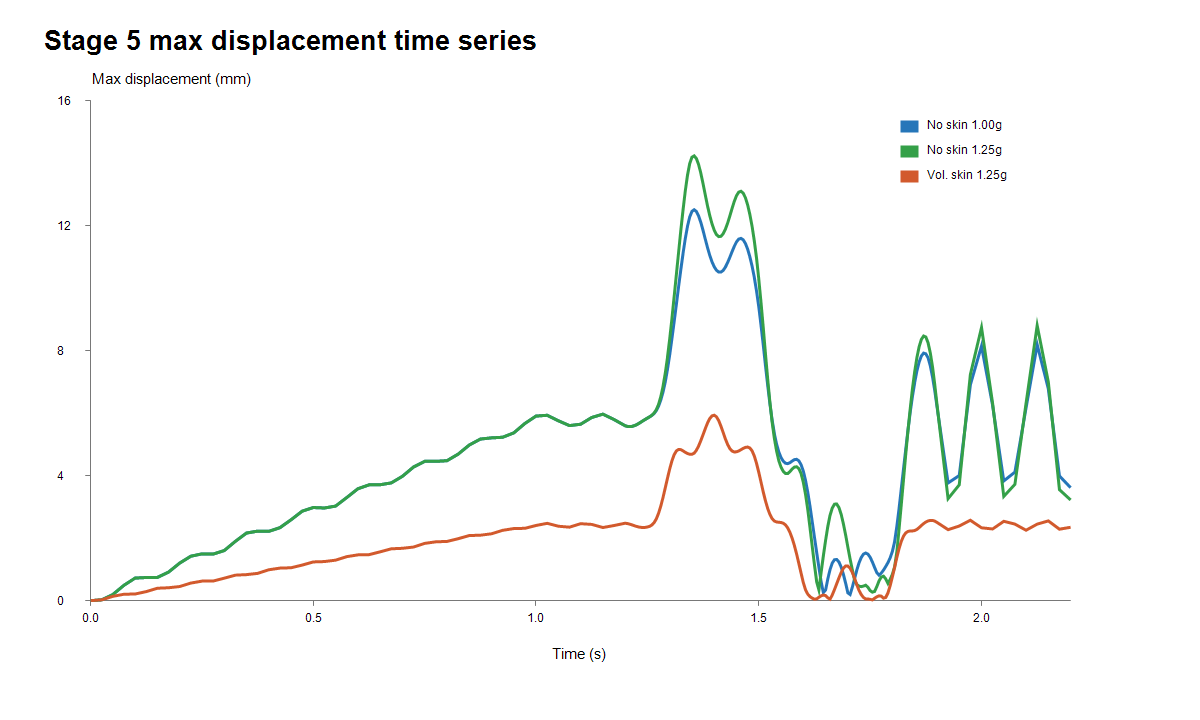 Stage 5 max displacement time series
Max displacement (mm)
16
No skin 1.00g
No skin 1.25g
Vol. skin 1.25g
12
8
4
0
0.0 0.5 1.0 1.5 2.0
Time (s)